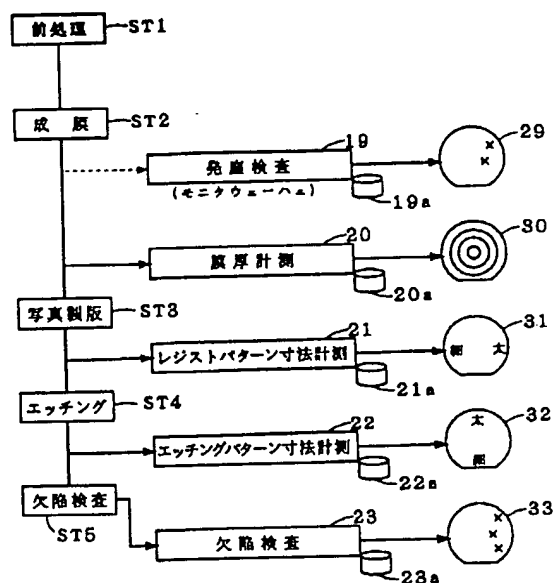 前処理 ST1
成膜 ST2
19 29
発塵検査
(モニタウェーハ)
19a
20 30
膜厚計測
20a
写真製版 ST3
21 31
レジストパターン寸法計測 細 太
21a
エッチング ST4
22 32
エッチングパターン寸法計測 太
細
22a
欠陥検査
ST5
23 33
欠陥検査
23a